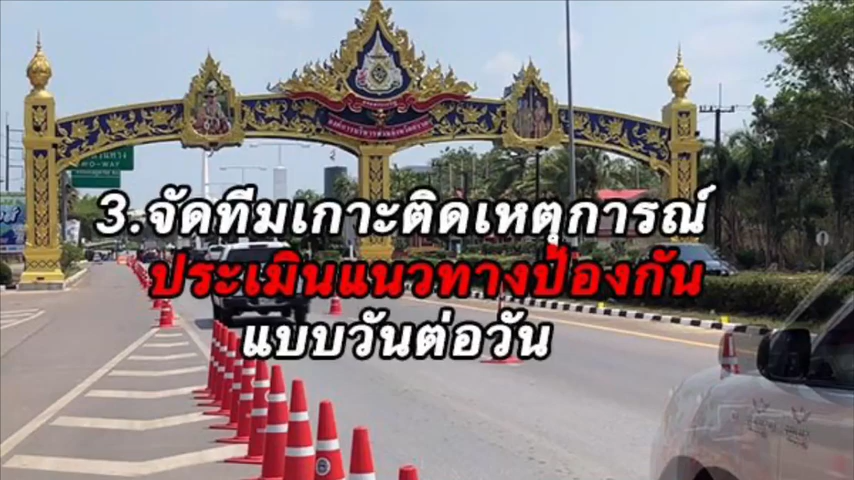 3.จัดทีมเกาะติดเหตุการณ์
ประเมินแนวทางป้องกัน
แบบวันต่อวัน